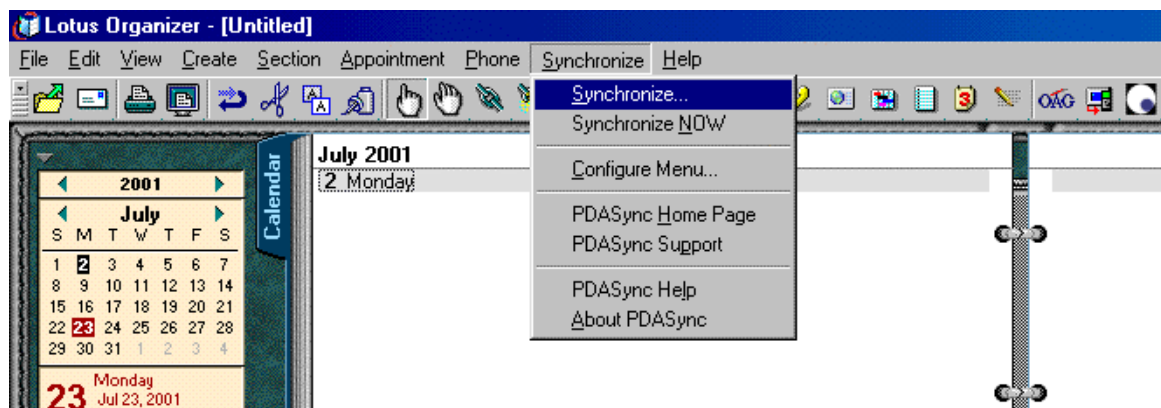 Lotus Organizer - [Untitled]
File Edit View Create Section Appointment Phone Synchronize Help
Synchronize...
Synchronize NOW
Configure Menu...
PDASync Home Page
PDASync Support
PDASync Help
About PDASync
2001
July
S M T W T F S
1 2 3 4 5 6 7
8 9 10 11 12 13 14
15 16 17 18 19 20 21
22 23 24 25 26 27 28
29 30 31 1 2 3 4
23 Monday
Jul 23, 2001
Calendar
July 2001
2 Monday